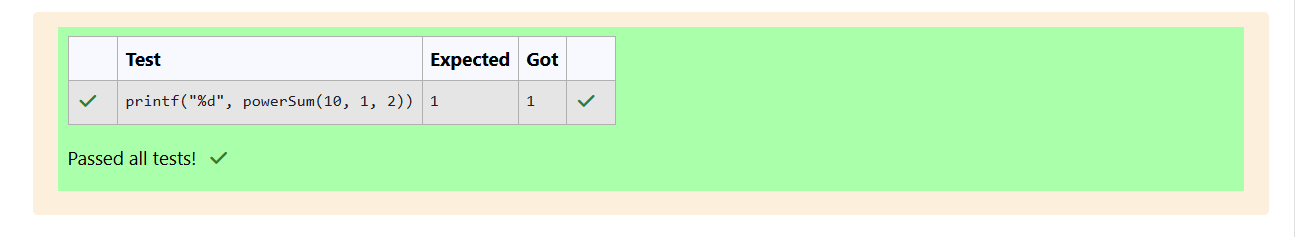 Test Expected Got
printf("%d", powerSum(10, 1, 2)) 1 1
Passed all tests!